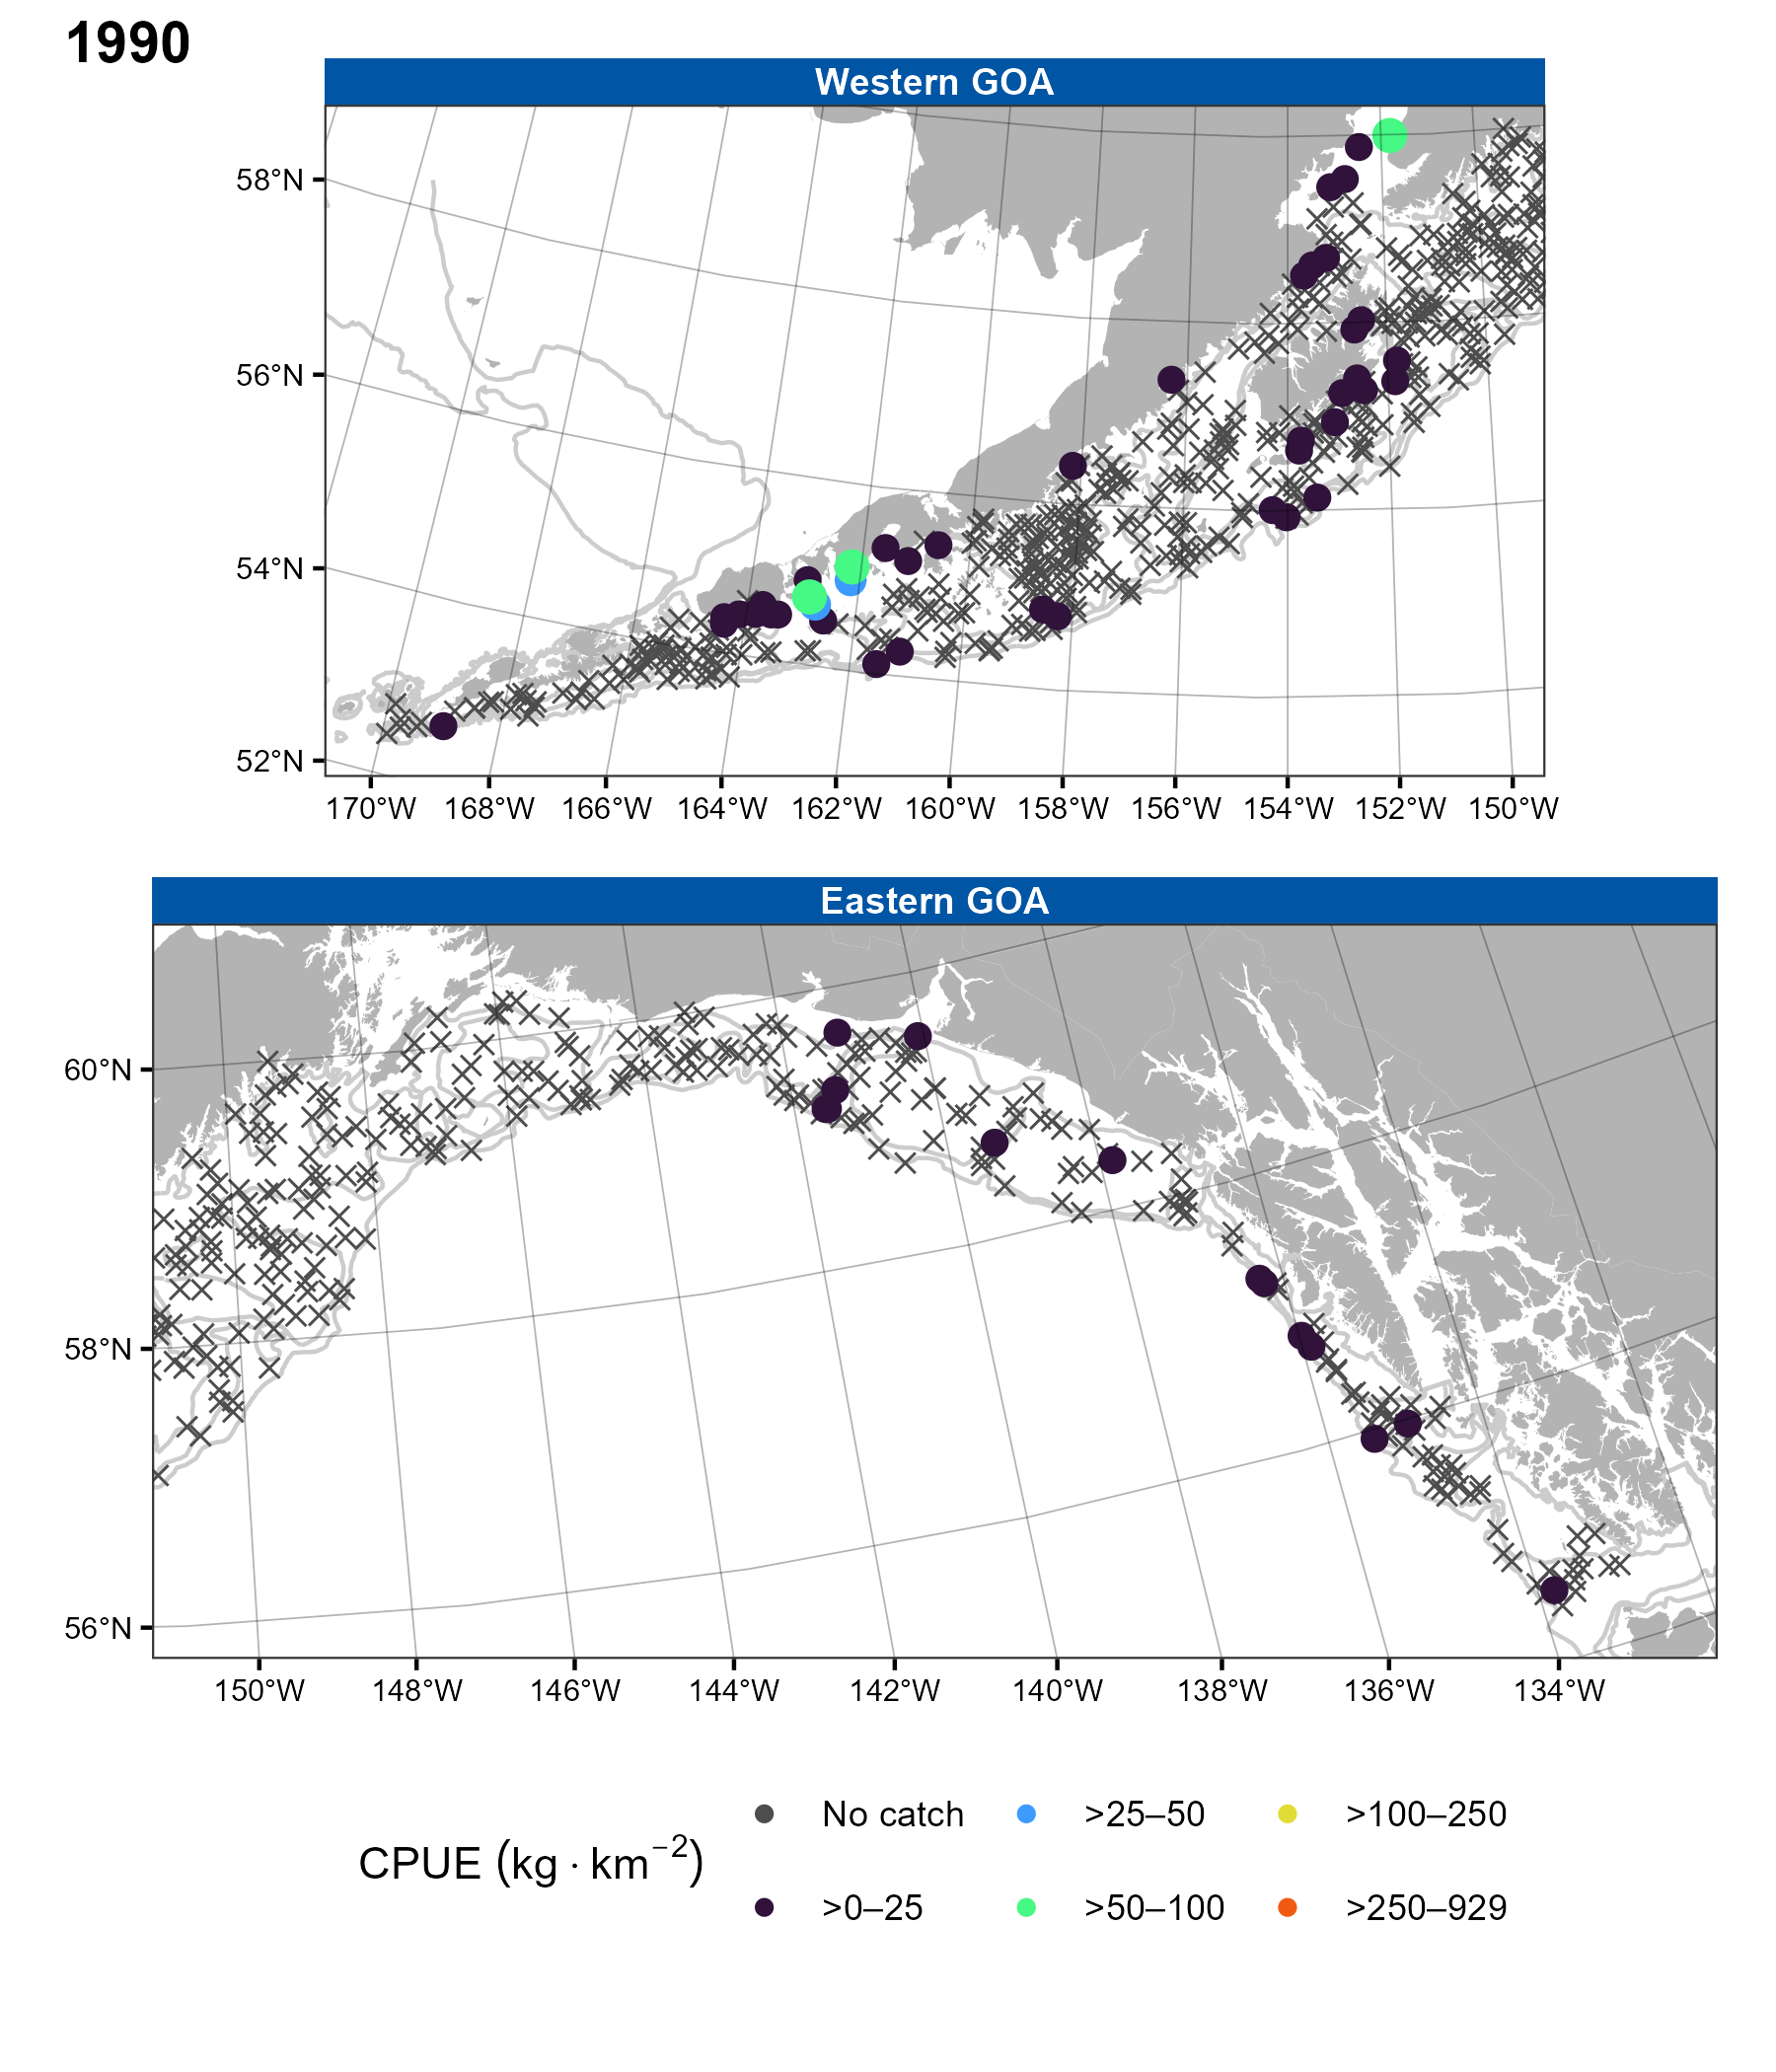 1990
Western GOA
58°N
56°N
54°N
52°N
170°W 168°W 166°W 164°W 162°W 160°W 158°W 156°W 154°W 152°W 150°W
Eastern GOA
60°N
58°N
56°N
150°W 148°W 146°W 144°W 142°W 140°W 138°W 136°W 134°W
CPUE (kg · km⁻²)
No catch >25–50 >100–250
>0–25 >50–100 >250–929